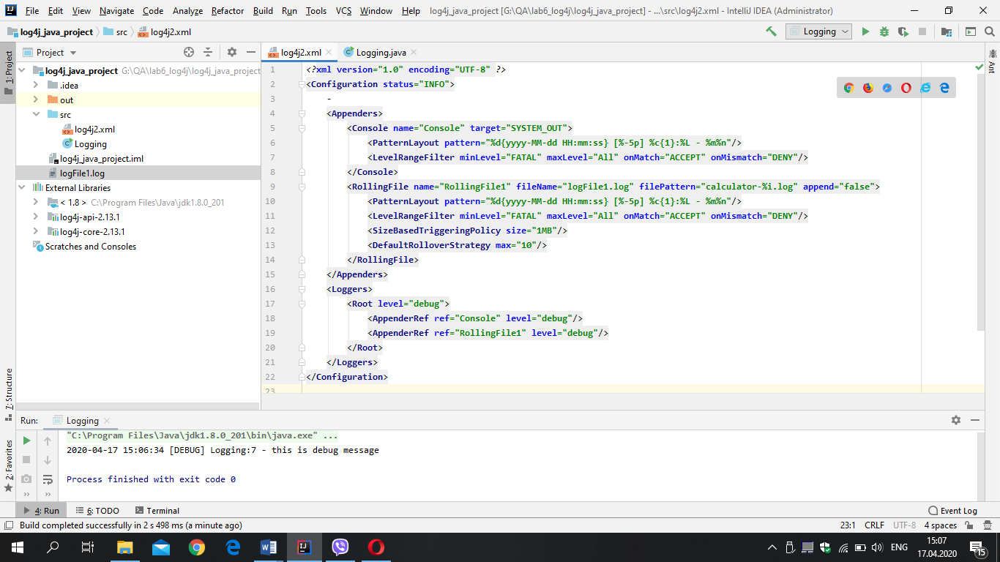 File Edit View Navigate Code Analyze Refactor Build Run Tools VCS Window Help log4j_java_project [G:\QA\lab6_log4j\log4j_java_project] - ...\src\log4j2.xml - IntelliJ IDEA (Administrator)
log4j_java_project src log4j2.xml Logging
1: Project
Project
log4j2.xml Logging.java
Ant
log4j_java_project G:\QA\lab6_log4j\log4j_java_project
.idea
out
src
log4j2.xml
Logging
log4j_java_project.iml
logFile1.log
External Libraries
< 1.8 > C:\Program Files\Java\jdk1.8.0_201
log4j-api-2.13.1
log4j-core-2.13.1
Scratches and Consoles
1 <?xml version="1.0" encoding="UTF-8" ?>
2 <Configuration status="INFO">
3 -
4 <Appenders>
5 <Console name="Console" target="SYSTEM_OUT">
6 <PatternLayout pattern="%d{yyyy-MM-dd HH:mm:ss} [%-5p] %c{1}:%L - %m%n"/>
7 <LevelRangeFilter minLevel="FATAL" maxLevel="All" onMatch="ACCEPT" onMismatch="DENY"/>
8 </Console>
9 <RollingFile name="RollingFile1" fileName="logFile1.log" filePattern="calculator-%i.log" append="false">
10 <PatternLayout pattern="%d{yyyy-MM-dd HH:mm:ss} [%-5p] %c{1}:%L - %m%n"/>
11 <LevelRangeFilter minLevel="FATAL" maxLevel="All" onMatch="ACCEPT" onMismatch="DENY"/>
12 <SizeBasedTriggeringPolicy size="1MB"/>
13 <DefaultRolloverStrategy max="10"/>
14 </RollingFile>
15 </Appenders>
16 <Loggers>
17 <Root level="debug">
18 <AppenderRef ref="Console" level="debug"/>
19 <AppenderRef ref="RollingFile1" level="debug"/>
20 </Root>
21 </Loggers>
22 </Configuration>
23
7: Structure
2: Favorites
Run: Logging
"C:\Program Files\Java\jdk1.8.0_201\bin\java.exe" ...
2020-04-17 15:06:34 [DEBUG] Logging:7 - this is debug message
Process finished with exit code 0
4: Run 6: TODO Terminal Event Log
Build completed successfully in 2 s 498 ms (a minute ago) 23:1 CRLF UTF-8 4 spaces
ENG 15:07
17.04.2020 15